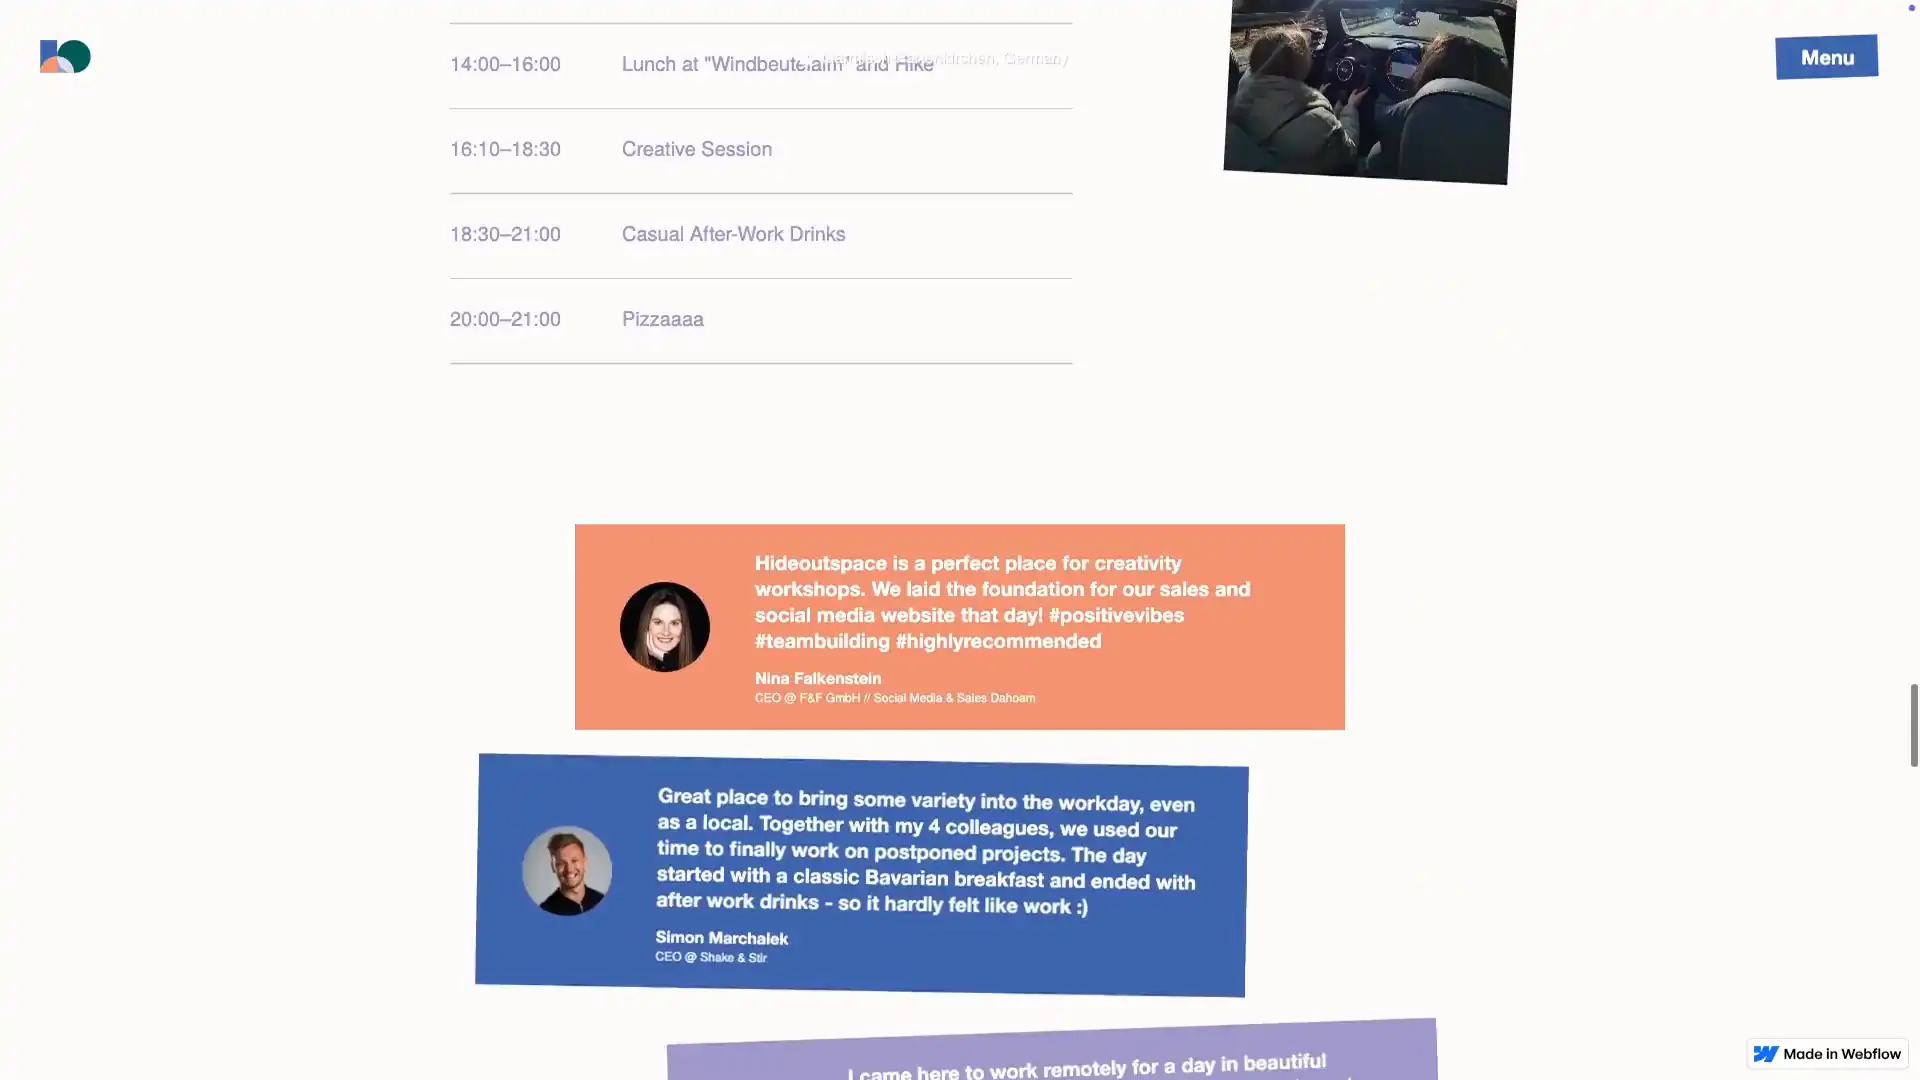 14:00–16:00 Lunch at "Windbeutelalm" and Hike
Germany
Menu
16:10–18:30 Creative Session
18:30–21:00 Casual After-Work Drinks
20:00–21:00 Pizzaaaa
Hideoutspace is a perfect place for creativity
workshops. We laid the foundation for our sales and
social media website that day! #positivevibes
#teambuilding #highlyrecommended
Nina Falkenstein
CEO @ F&F GmbH // Social Media & Sales Dahoam
Great place to bring some variety into the workday, even
as a local. Together with my 4 colleagues, we used our
time to finally work on postponed projects. The day
started with a classic Bavarian breakfast and ended with
after work drinks - so it hardly felt like work :)
Simon Marchalek
CEO @ Shake & Stir
I came here to work remotely for a day in beautiful
Made in Webflow